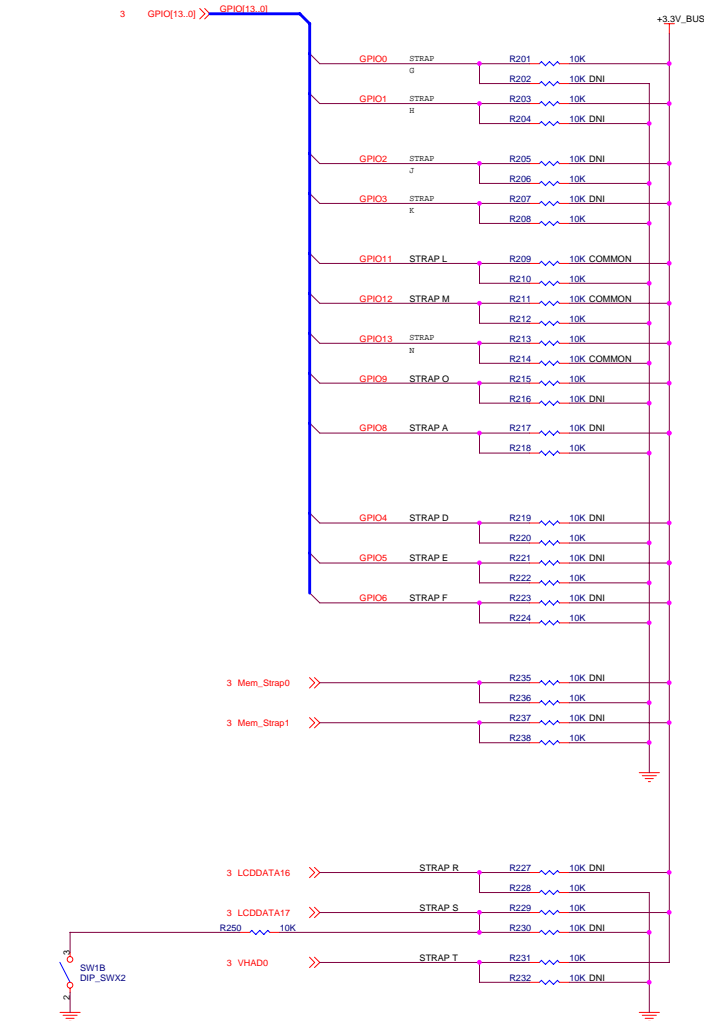 3 GPIO[13..0] GPIO[13..0]
+3.3V_BUS
GPIO0 STRAP R201 10K
G
R202 10K DNI
GPIO1 STRAP R203 10K
H
R204 10K DNI
GPIO2 STRAP R205 10K DNI
J
R206 10K
GPIO3 STRAP R207 10K DNI
K
R208 10K
GPIO11 STRAP L R209 10K COMMON
R210 10K
GPIO12 STRAP M R211 10K COMMON
R212 10K
GPIO13 STRAP R213 10K
N
R214 10K COMMON
GPIO9 STRAP O R215 10K
R216 10K DNI
GPIO8 STRAP A R217 10K DNI
R218 10K
GPIO4 STRAP D R219 10K DNI
R220 10K
GPIO5 STRAP E R221 10K DNI
R222 10K
GPIO6 STRAP F R223 10K DNI
R224 10K
3 Mem_Strap0 R235 10K DNI
R236 10K
3 Mem_Strap1 R237 10K DNI
R238 10K
3 LCDDATA16 STRAP R R227 10K DNI
R228 10K
3 LCDDATA17 STRAP S R229 10K
R250 10K R230 10K DNI
3
SW1B
DIP_SWX2
2
3 VHAD0 STRAP T R231 10K
R232 10K DNI